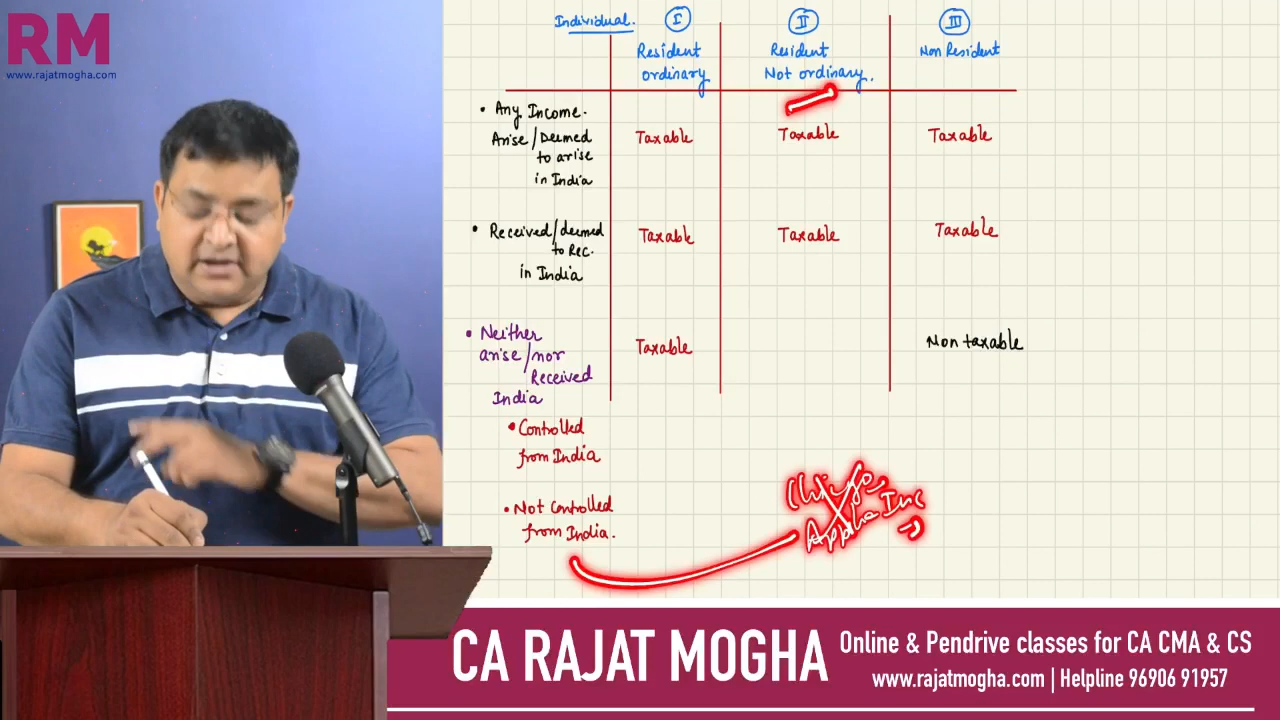 RM
www.rajatmogha.com
Individual. I II III
Resident ordinary
Resident Not ordinary.
Non Resident
• Any Income.
Arise/Deemed
to arise
in India
Taxable Taxable Taxable
• Received/deemed
to Rec.
in India
Taxable Taxable Taxable
• Neither
arise/nor
Received
India
Taxable Non taxable
• Controlled
from India
• Not Controlled
from India.
Inc
CA RAJAT MOGHA
Online & Pendrive classes for CA CMA & CS
www.rajatmogha.com | Helpline 96906 91957